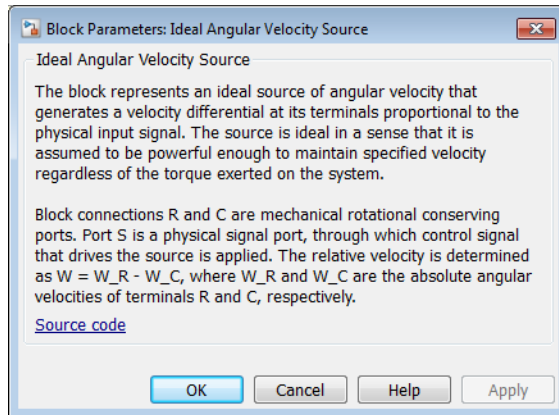 Block Parameters: Ideal Angular Velocity Source
Ideal Angular Velocity Source
The block represents an ideal source of angular velocity that
generates a velocity differential at its terminals proportional to the
physical input signal. The source is ideal in a sense that it is
assumed to be powerful enough to maintain specified velocity
regardless of the torque exerted on the system.
Block connections R and C are mechanical rotational conserving
ports. Port S is a physical signal port, through which control signal
that drives the source is applied. The relative velocity is determined
as W = W_R - W_C, where W_R and W_C are the absolute angular
velocities of terminals R and C, respectively.
Source code
OK Cancel Help Apply